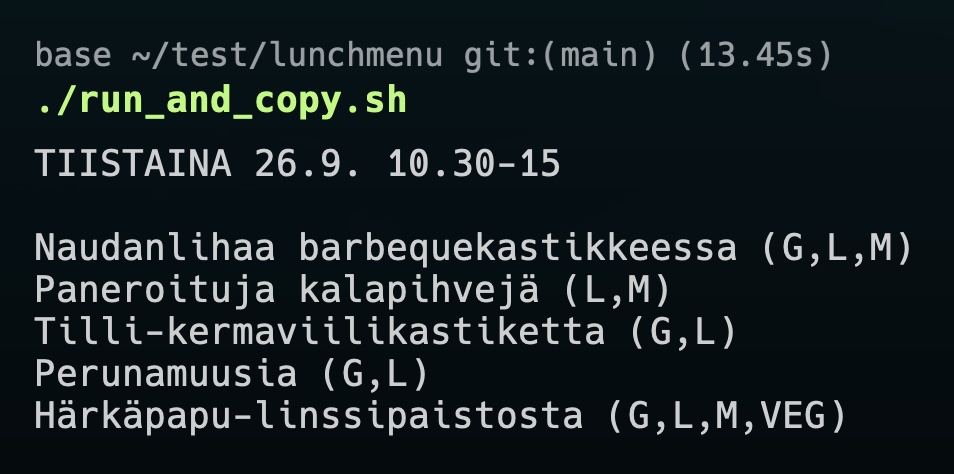 base ~/test/lunchmenu git:(main) (13.45s)
./run_and_copy.sh
TIISTAINA 26.9. 10.30-15
Naudanlihaa barbequekastikkeessa (G,L,M)
Paneroituja kalapihvejä (L,M)
Tilli-kermaviilikastiketta (G,L)
Perunamuusia (G,L)
Härkäpapu-linssipaistosta (G,L,M,VEG)